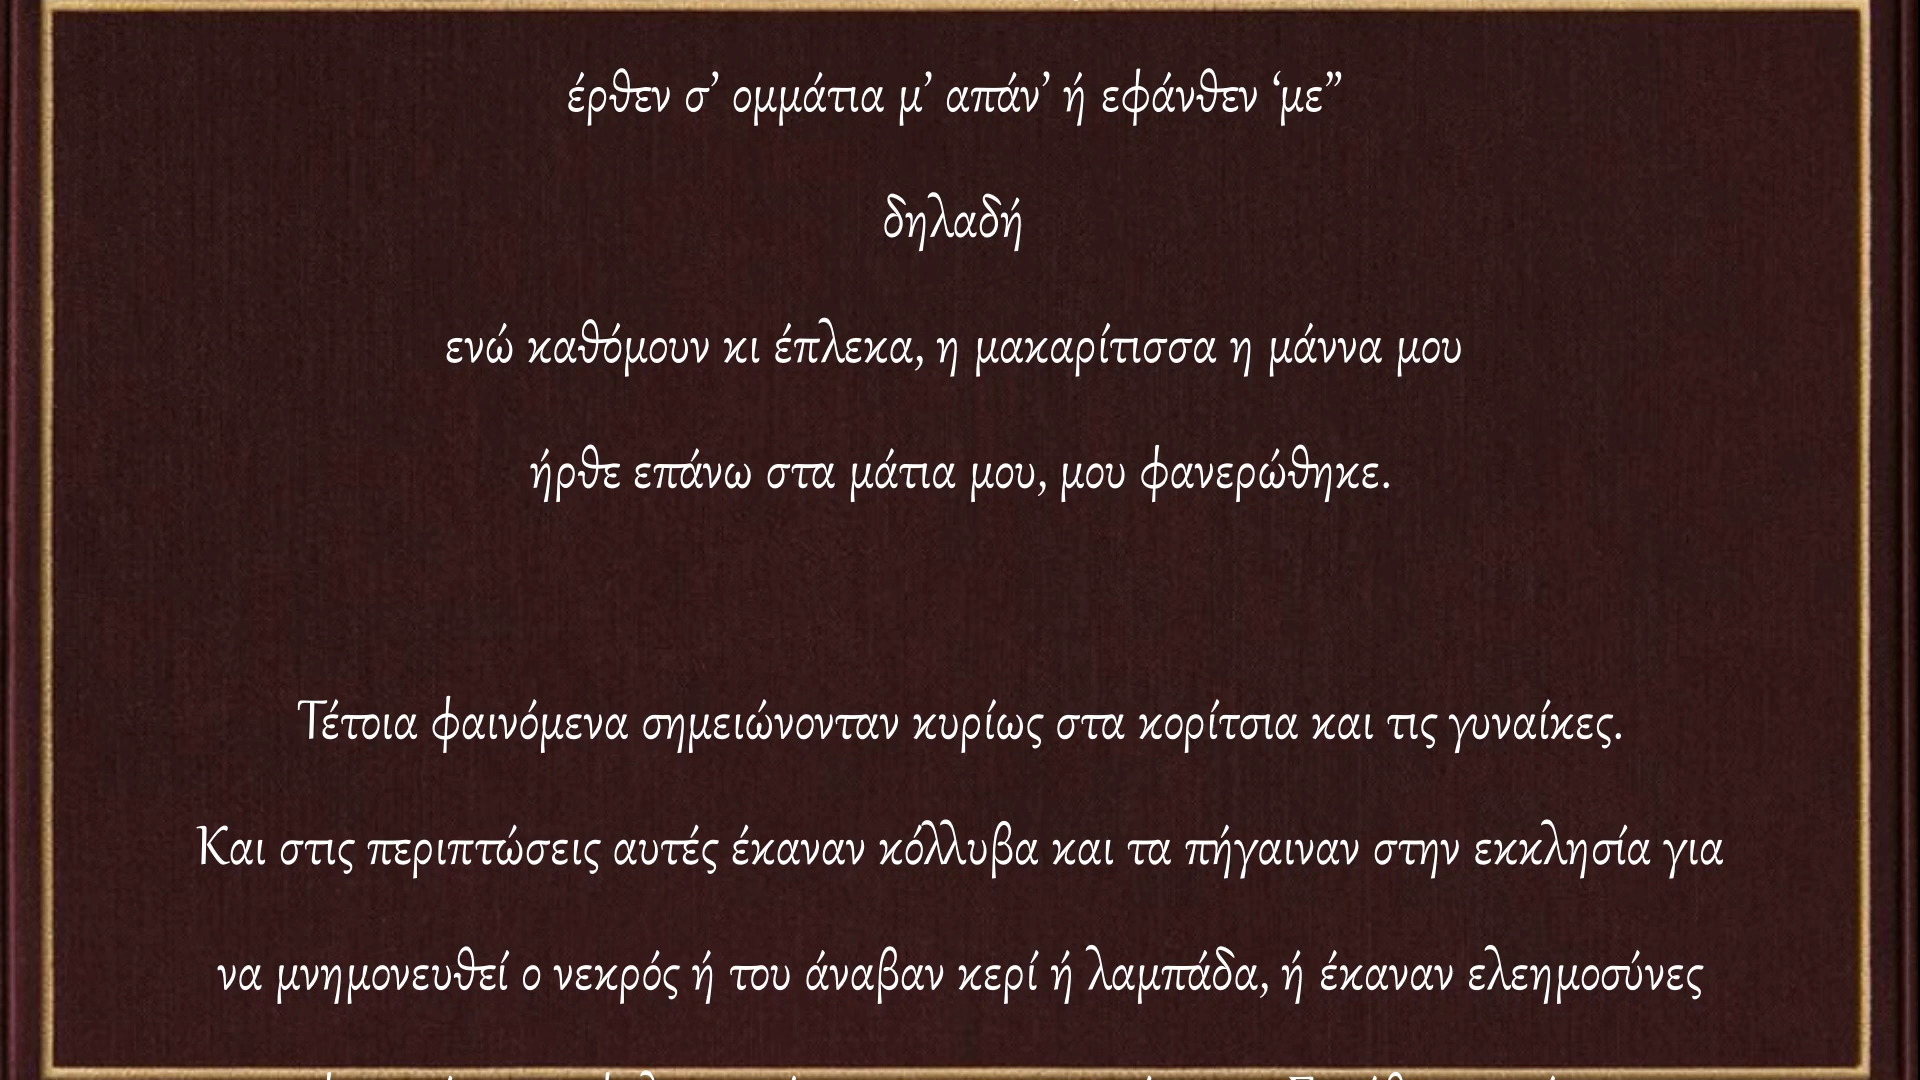 έρθεν σ’ ομμάτια μ’ απάν’ ή εφάνθεν ‘με”
δηλαδή
ενώ καθόμουν κι έπλεκα, η μακαρίτισσα η μάννα μου
ήρθε επάνω στα μάτια μου, μου φανερώθηκε.
Τέτοια φαινόμενα σημειώνονταν κυρίως στα κορίτσια και τις γυναίκες.
Και στις περιπτώσεις αυτές έκαναν κόλλυβα και τα πήγαιναν στην εκκλησία για
να μνημονευθεί ο νεκρός ή του άναβαν κερί ή λαμπάδα, ή έκαναν ελεημοσύνες